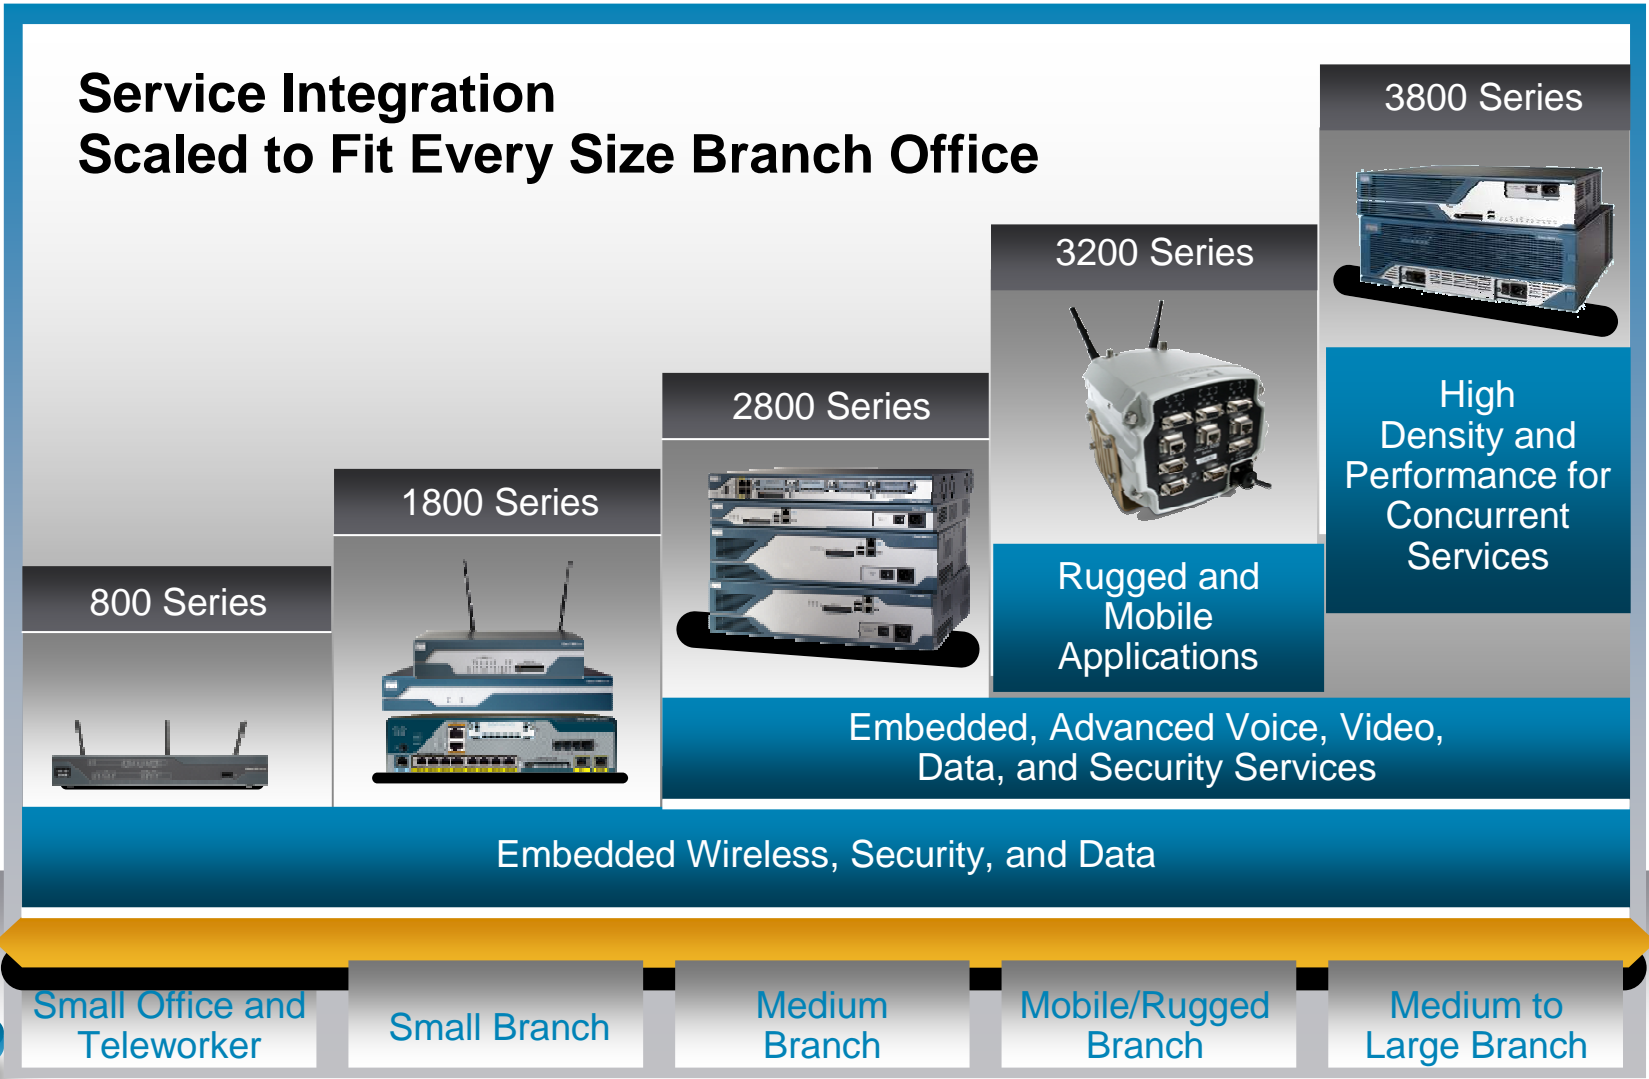 Service Integration
Scaled to Fit Every Size Branch Office
3800 Series
3200 Series
2800 Series
1800 Series
800 Series
High
Density and
Performance for
Concurrent
Services
Rugged and
Mobile
Applications
Embedded, Advanced Voice, Video,
Data, and Security Services
Embedded Wireless, Security, and Data
Small Office and
Teleworker
Small Branch
Medium
Branch
Mobile/Rugged
Branch
Medium to
Large Branch